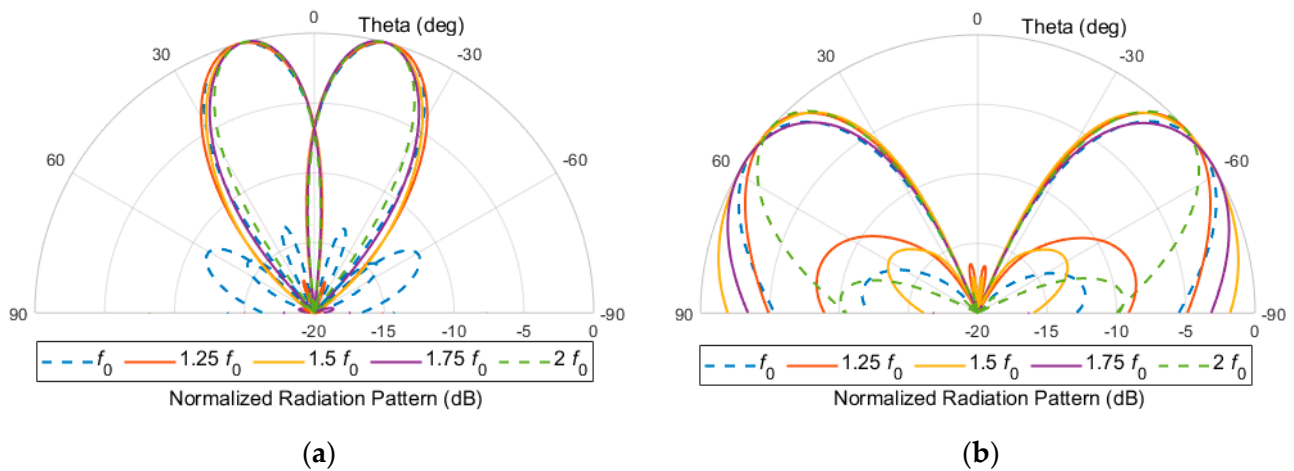 0 Theta (deg)
30 -30
60 -60
90 -20 -10 -5 0 -90
f0 1.25 f0 1.5 f0 1.75 f0 2 f0
Normalized Radiation Pattern (dB)
(a)
0 Theta (deg)
30 -30
60 -60
90 -20 -15 -10 -5 0 -90
f0 1.25 f0 1.5 f0 1.75 f0 2 f0
Normalized Radiation Pattern (dB)
(b)